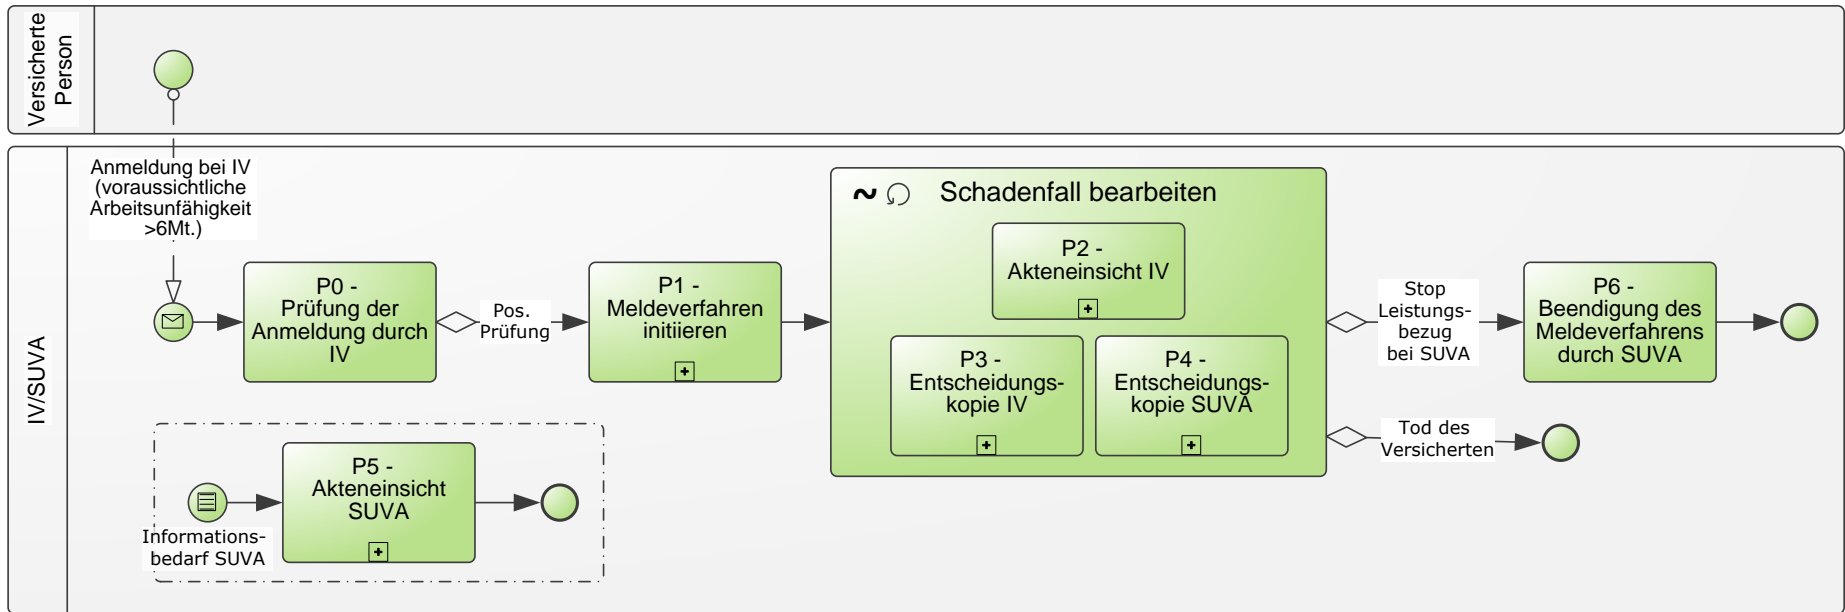 Versicherte
Person
Anmeldung bei IV
(voraussichtliche
Arbeitsunfähigkeit
>6Mt.)
IV/SUVA
P0 -
Prüfung der
Anmeldung durch
IV
Pos.
Prüfung
P1 -
Meldeverfahren
initiieren
Schadenfall bearbeiten
P2 -
Akteneinsicht IV
P3 -
Entscheidungs-
kopie IV
P4 -
Entscheidungs-
kopie SUVA
Stop
Leistungs-
bezug
bei SUVA
P6 -
Beendigung des
Meldeverfahrens
durch SUVA
Tod des
Versicherten
Informations-
bedarf SUVA
P5 -
Akteneinsicht
SUVA